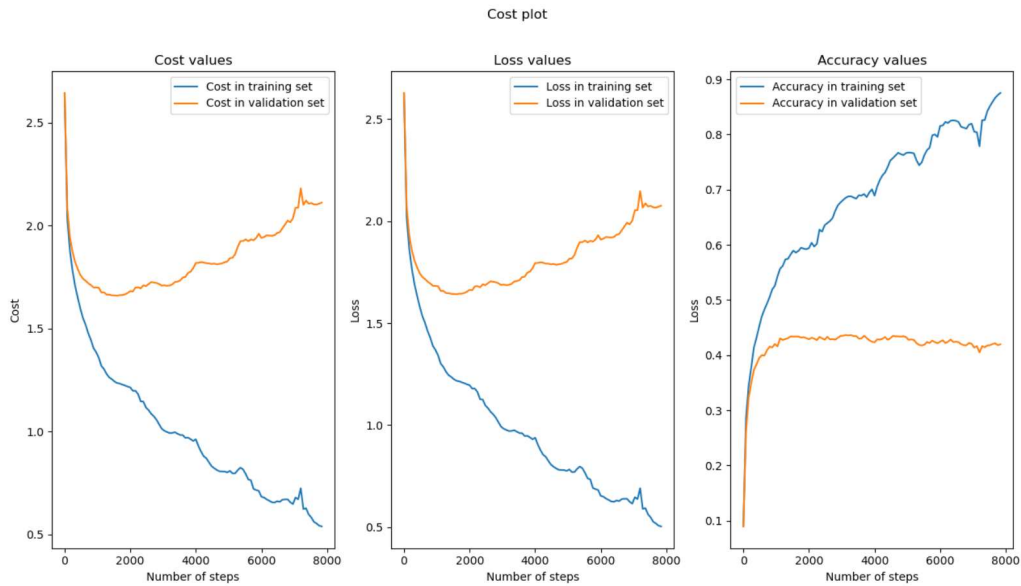 Cost plot
Cost values
Cost in training set
Cost in validation set
2.5
2.0
1.5
1.0
0.5
Cost
0
2000
4000
6000
8000
Number of steps
Loss values
Loss in training set
Loss in validation set
2.5
2.0
1.5
1.0
0.5
Loss
0
2000
4000
6000
8000
Number of steps
Accuracy values
Accuracy in training set
Accuracy in validation set
0.9
0.8
0.7
0.6
0.5
0.4
0.3
0.2
0.1
Loss
0
2000
4000
6000
8000
Number of steps